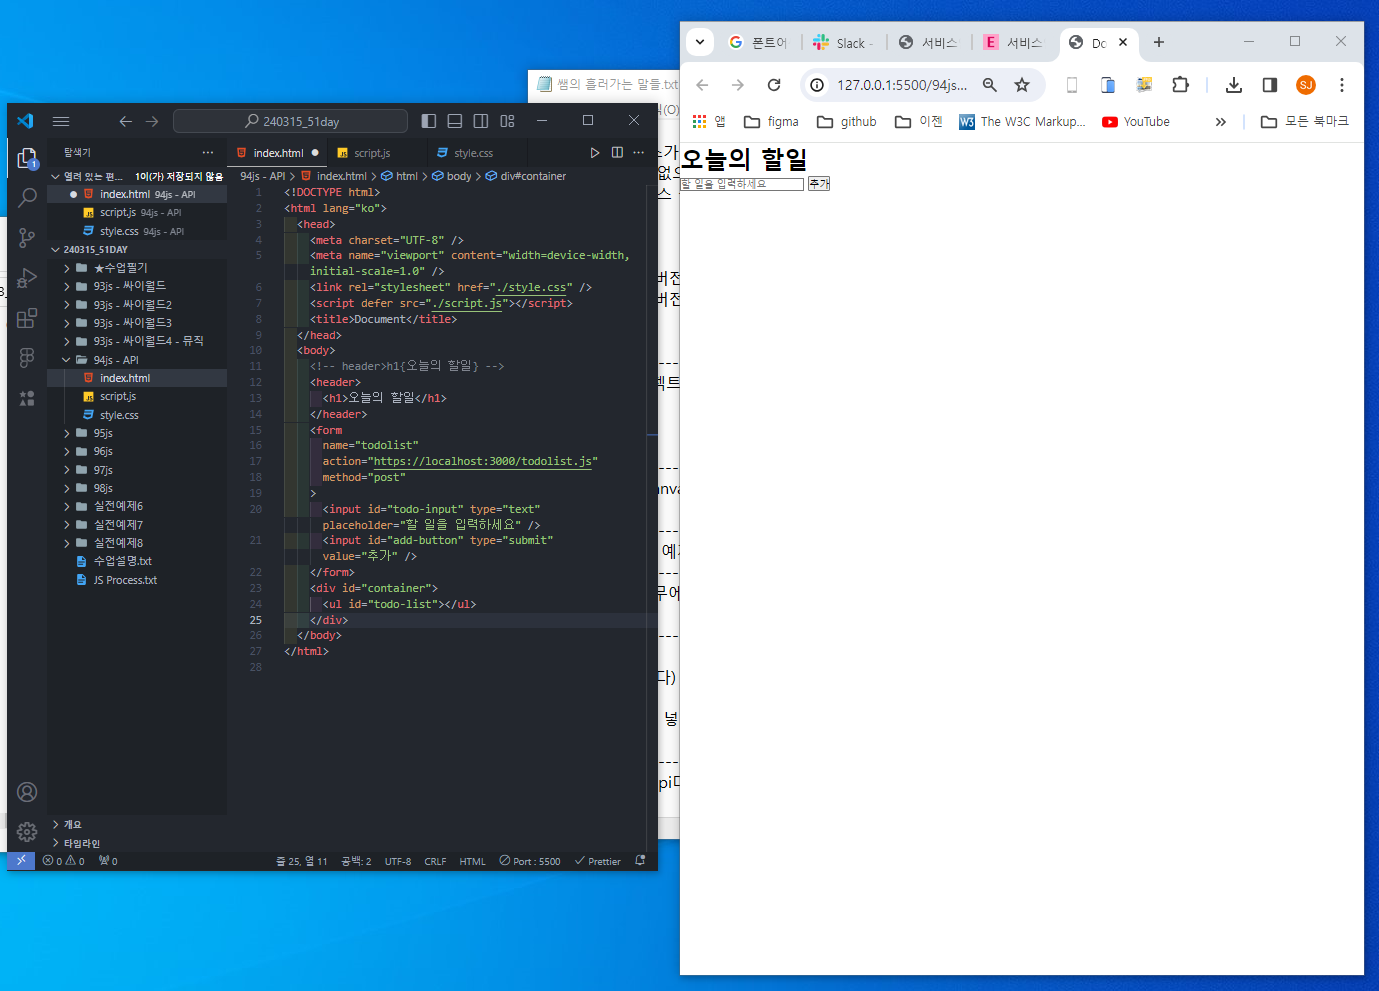 쌤의 흘러가는 말들.txt
240315_51day
탐색기
index.html
script.js
style.css
열려 있는 편... 1이(가) 저장되지 않음
index.html 94js - API
script.js 94js - API
style.css 94js - API
240315_51DAY
★수업필기
93js - 싸이월드
93js - 싸이월드2
93js - 싸이월드3
93js - 싸이월드4 - 뮤직
94js - API
index.html
script.js
style.css
95js
96js
97js
98js
실전예제6
실전예제7
실전예제8
수업설명.txt
JS Process.txt
개요
타임라인
94js - API > index.html > html > body > div#container
1 <!DOCTYPE html>
2 <html lang="ko">
3 <head>
4 <meta charset="UTF-8" />
5 <meta name="viewport" content="width=device-width,
initial-scale=1.0" />
6 <link rel="stylesheet" href="./style.css" />
7 <script defer src="./script.js"></script>
8 <title>Document</title>
9 </head>
10 <body>
11 <!-- header>h1{오늘의 할일} -->
12 <header>
13 <h1>오늘의 할일</h1>
14 </header>
15 <form
16 name="todolist"
17 action="https://localhost:3000/todolist.js"
18 method="post"
19 >
20 <input id="todo-input" type="text"
placeholder="할 일을 입력하세요" />
21 <input id="add-button" type="submit"
value="추가" />
22 </form>
23 <div id="container">
24 <ul id="todo-list"></ul>
25 </div>
26 </body>
27 </html>
28
0 0 0 줄 25, 열 11 공백: 2 UTF-8 CRLF HTML Port : 5500 Prettier
폰트어 Slack - 서비스 E 서비스 Do
127.0.0.1:5500/94js... SJ
앱 figma github 이젠 W3 The W3C Markup... YouTube » 모든 북마크
오늘의 할일
할 일을 입력하세요 추가